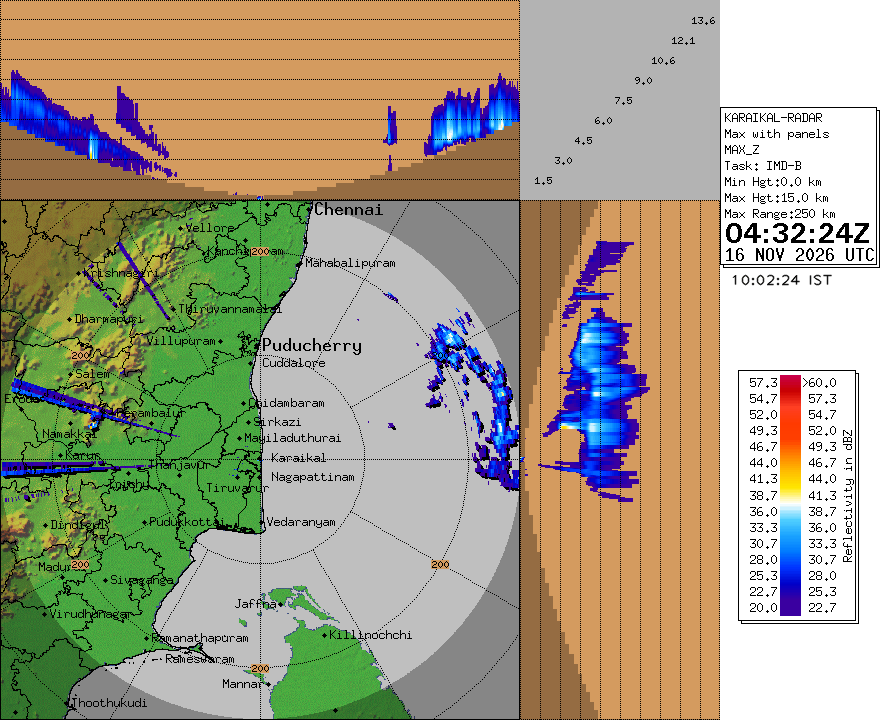 13.6
12.1
10.6
9.0
7.5
6.0
4.5
3.0
1.5
KARAIKAL-RADAR
Max with panels
MAX_Z
Task: IMD-B
Min Hgt:0.0 km
Max Hgt:15.0 km
Max Range:250 km
04:32:24Z
16 NOV 2026 UTC
10:02:24 IST
Chennai
Vellore
200
Mahabalipuram
Krishnagiri
Thiruvannamalai
Dharmapuri
Villupuram
Puducherry
200
200
Cuddalore
Salem
Chidambaram
Perambalur
Sirkazi
Namakkal
Mayiladuthurai
Karur
Karaikal
Thanjavur
Nagapattinam
Tiruvarur
Dindigul
Pudukkottai
Vedaranyam
200
200
Sivaganga
Jaffna
Virudhunagar
Killinochchi
Ramanathapuram
Rameswaram
200
Mannar
Thoothukudi
57.3 >60.0
54.7 57.3
52.0 54.7
49.3 52.0
46.7 49.3
44.0 46.7
41.3 44.0
38.7 41.3
36.0 38.7
33.3 36.0
30.7 33.3
28.0 30.7
25.3 28.0
22.7 25.3
20.0 22.7
Reflectivity in dBZ